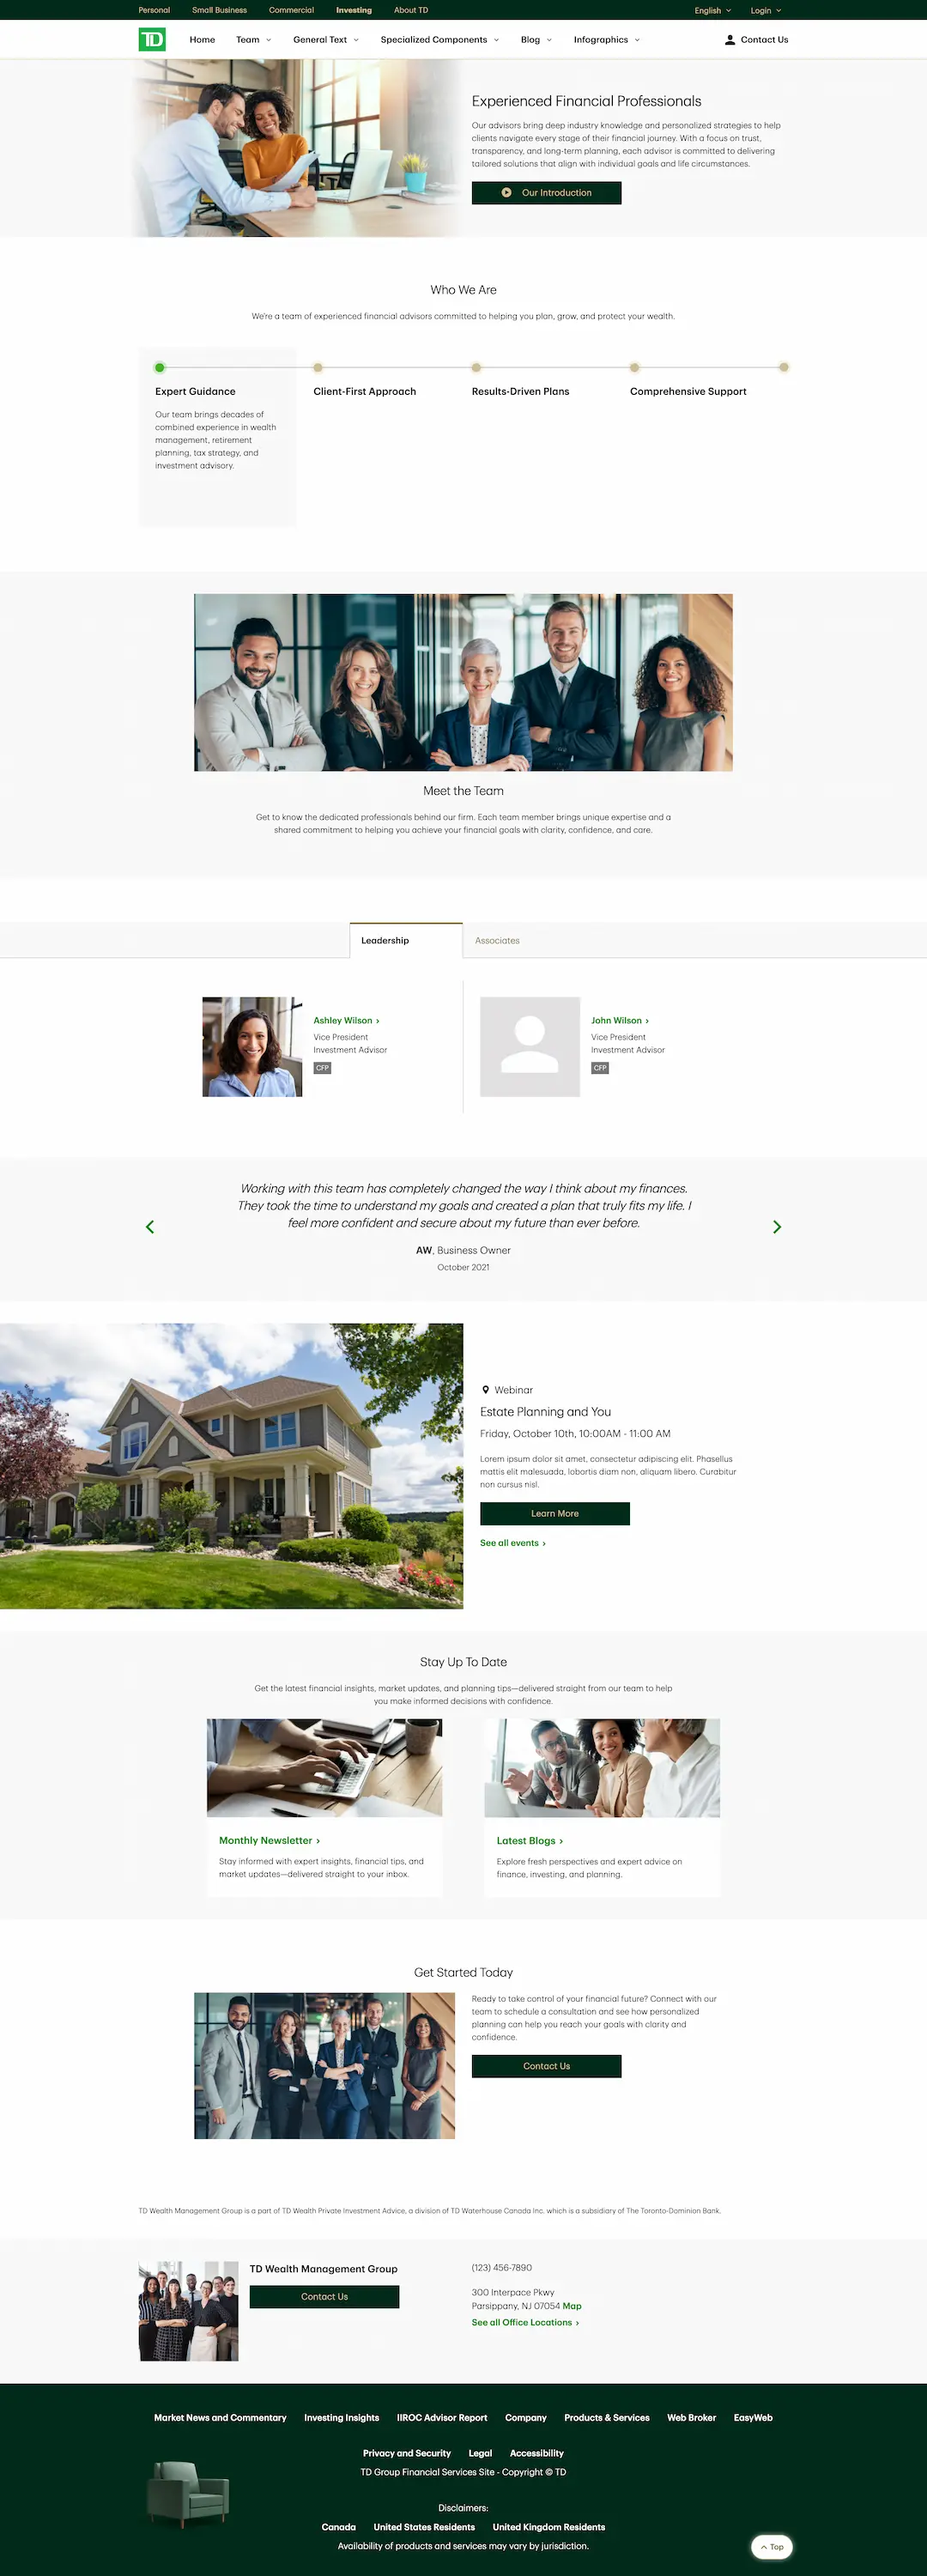 Personal Small Business Commercial Investing About TD English Login
TD Home Team General Text Specialized Components Blog Infographics Contact Us
Experienced Financial Professionals
Our advisors bring deep industry knowledge and personalized strategies to help
clients navigate every stage of their financial journey. With a focus on trust,
transparency, and long-term planning, each advisor is committed to delivering
tailored solutions that align with individual goals and life circumstances.
Our Introduction
Who We Are
We're a team of experienced financial advisors committed to helping you plan, grow, and protect your wealth.
Expert Guidance
Our team brings decades of
combined experience in wealth
management, retirement
planning, tax strategy, and
investment advisory.
Client-First Approach
Results-Driven Plans
Comprehensive Support
Meet the Team
Get to know the dedicated professionals behind our firm. Each team member brings unique expertise and a
shared commitment to helping you achieve your financial goals with clarity, confidence, and care.
Leadership
Associates
Ashley Wilson ›
Vice President
Investment Advisor
CFP
John Wilson ›
Vice President
Investment Advisor
CFP
Working with this team has completely changed the way I think about my finances.
They took the time to understand my goals and created a plan that truly fits my life. I
feel more confident and secure about my future than ever before.
AW, Business Owner
October 2021
Webinar
Estate Planning and You
Friday, October 10th, 10:00AM - 11:00 AM
Lorem ipsum dolor sit amet, consectetur adipiscing elit. Phasellus
mattis elit malesuada, lobortis diam non, aliquam libero. Curabitur
non cursus nisl.
Learn More
See all events ›
Stay Up To Date
Get the latest financial insights, market updates, and planning tips—delivered straight from our team to help
you make informed decisions with confidence.
Monthly Newsletter ›
Stay informed with expert insights, financial tips, and
market updates—delivered straight to your inbox.
Latest Blogs ›
Explore fresh perspectives and expert advice on
finance, investing, and planning.
Get Started Today
Ready to take control of your financial future? Connect with our
team to schedule a consultation and see how personalized
planning can help you reach your goals with clarity and
confidence.
Contact Us
TD Wealth Management Group is a part of TD Wealth Private Investment Advice, a division of TD Waterhouse Canada Inc. which is a subsidiary of The Toronto-Dominion Bank.
TD Wealth Management Group
Contact Us
(123) 456-7890
300 Interpace Pkwy
Parsippany, NJ 07054 Map
See all Office Locations ›
Market News and Commentary Investing Insights IIROC Advisor Report Company Products & Services Web Broker EasyWeb
Privacy and Security Legal Accessibility
TD Group Financial Services Site - Copyright © TD
Disclaimers:
Canada United States Residents United Kingdom Residents
Availability of products and services may vary by jurisdiction.
Top